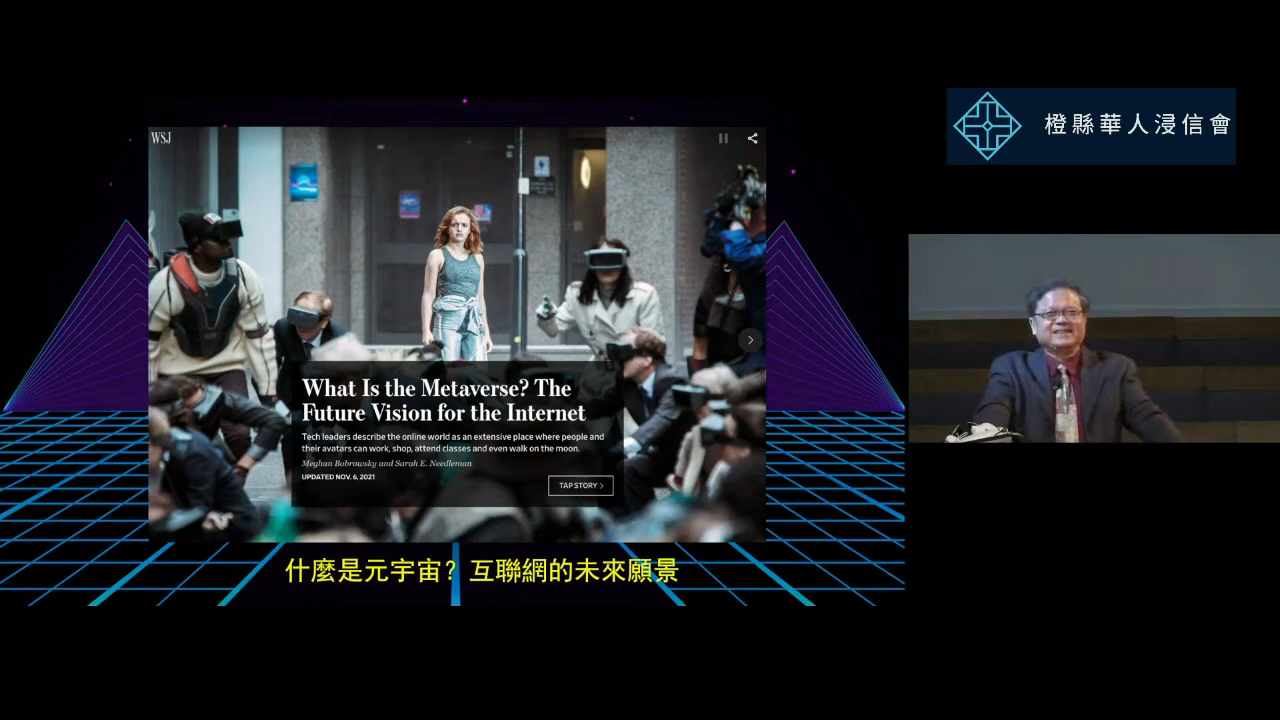 WSJ
What Is the Metaverse? The
Future Vision for the Internet
Tech leaders describe the online world as an extensive place where people and
their avatars can work, shop, attend classes and even walk on the moon.
Meghan Bobrowsky and Sarah E. Needleman
UPDATED NOV. 6, 2021
TAP STORY
什麼是元宇宙？互聯網的未來願景
橙縣華人浸信會